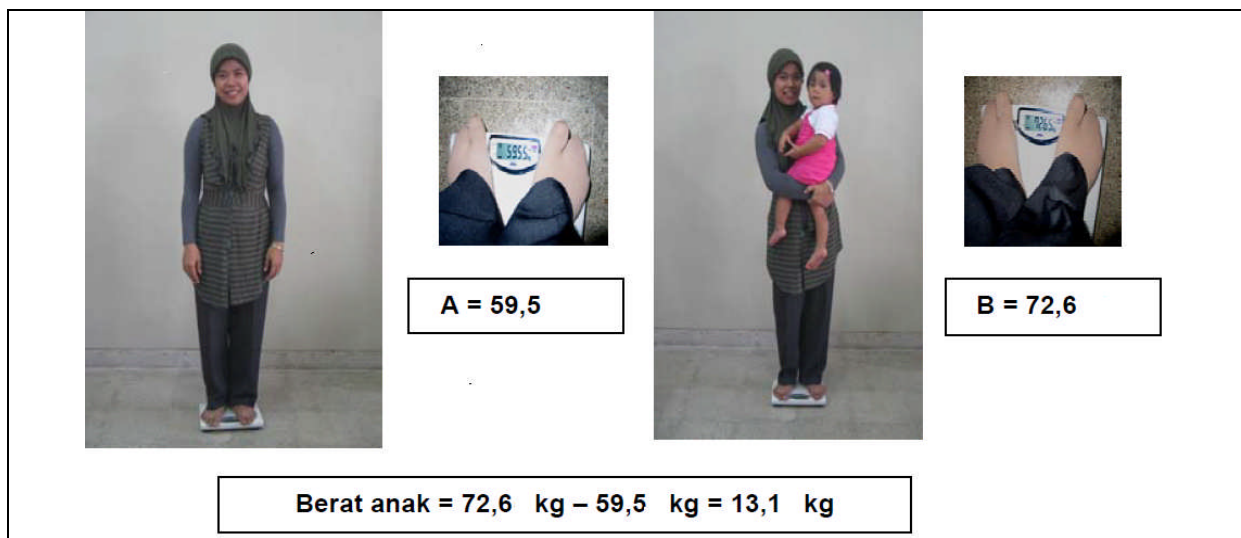 A = 59,5
B = 72,6
Berat anak = 72,6 kg – 59,5 kg = 13,1 kg